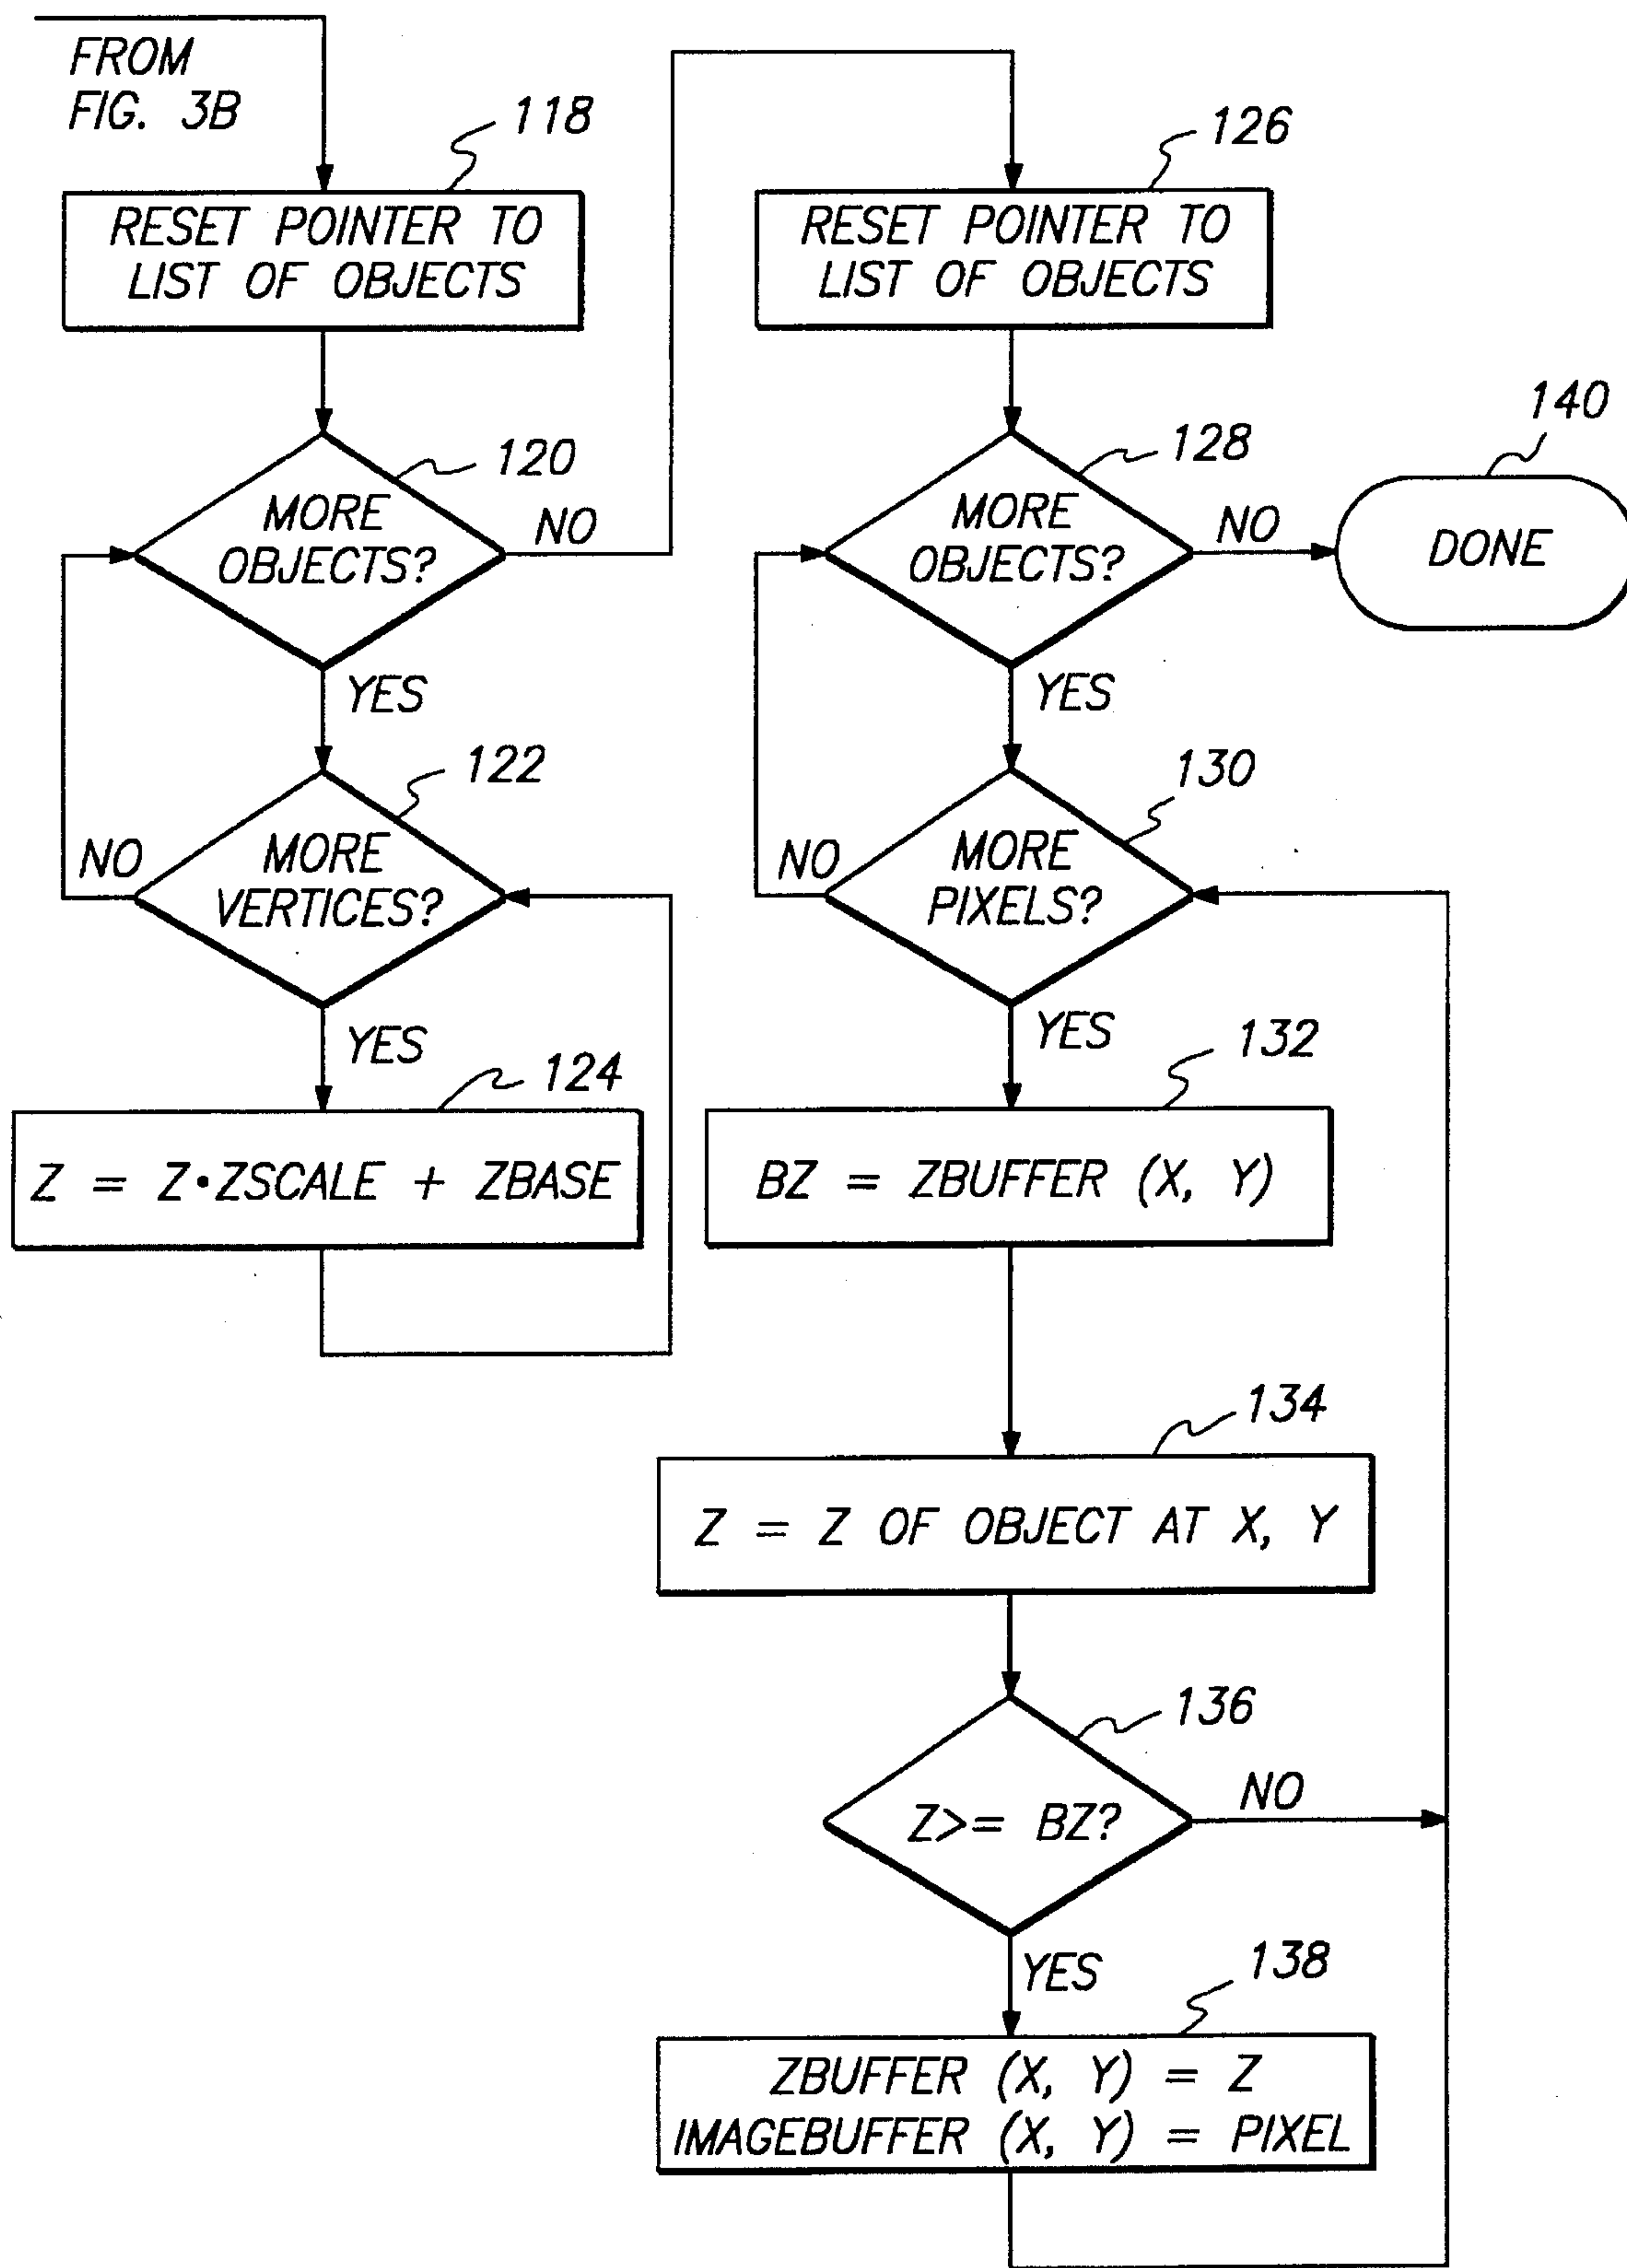 FROM
FIG. 3B
118
RESET POINTER TO
LIST OF OBJECTS
120
MORE
OBJECTS?
NO
YES
122
MORE
VERTICES?
NO
YES
124
Z = Z•ZSCALE + ZBASE
126
RESET POINTER TO
LIST OF OBJECTS
128
MORE
OBJECTS?
NO
140
DONE
YES
130
MORE
PIXELS?
NO
YES
132
BZ = ZBUFFER (X, Y)
134
Z = Z OF OBJECT AT X, Y
136
Z>= BZ?
NO
YES
138
ZBUFFER (X, Y) = Z
IMAGEBUFFER (X, Y) = PIXEL